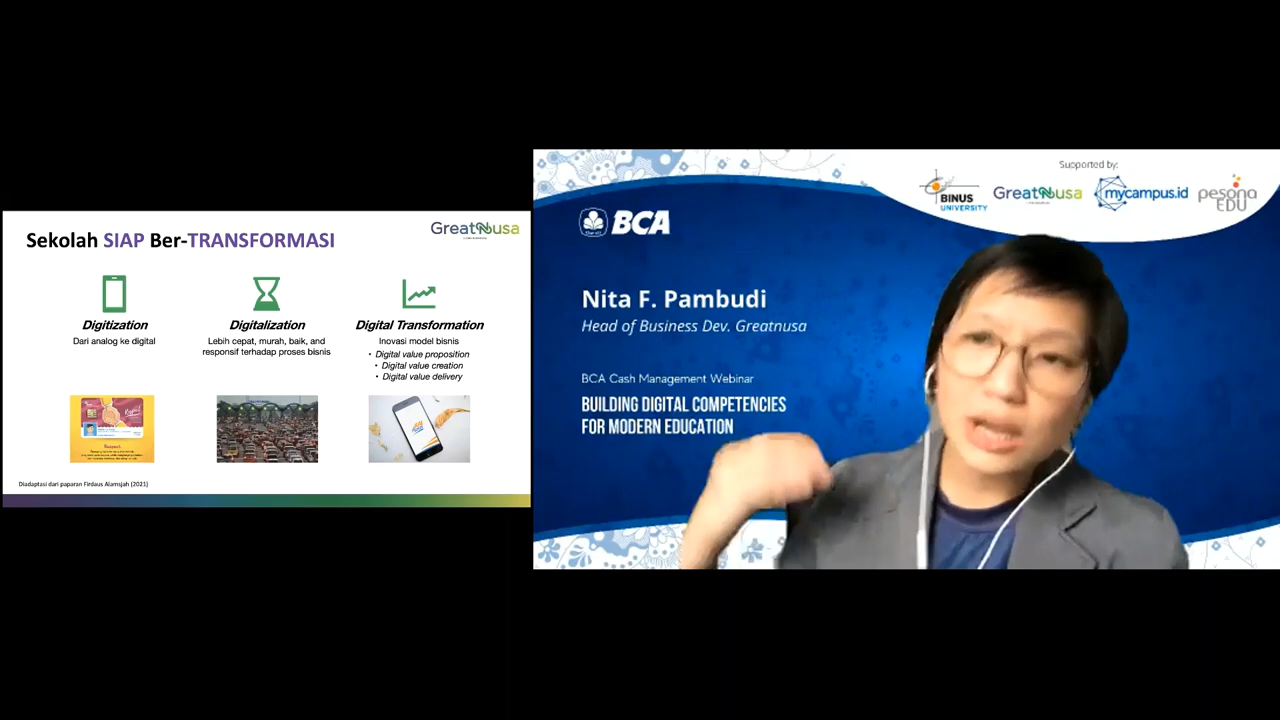 Sekolah SIAP Ber-TRANSFORMASI
GreatNusa
Digitization
Dari analog ke digital
Digitalization
Lebih cepat, murah, baik, and
responsif terhadap proses bisnis
Digital Transformation
Inovasi model bisnis
• Digital value proposition
• Digital value creation
• Digital value delivery
Diadaptasi dari paparan Firdaus Alamsjah (2021)
Supported by:
BINUS
UNIVERSITY
GreatNusa
mycampus.id
pesona
EDU
BCA
Nita F. Pambudi
Head of Business Dev. Greatnusa
BCA Cash Management Webinar
BUILDING DIGITAL COMPETENCIES
FOR MODERN EDUCATION